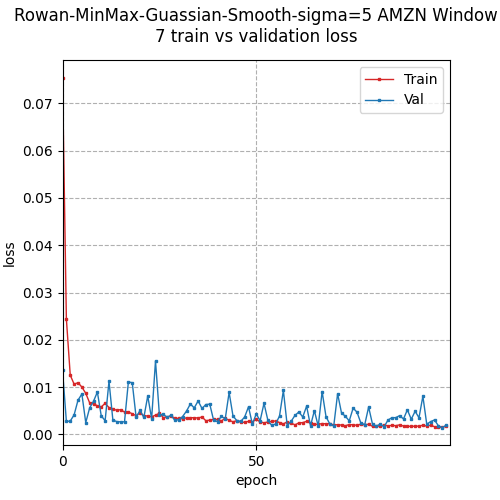 Rowan-MinMax-Guassian-Smooth-sigma=5 AMZN Window
7 train vs validation loss
Train
Val
0.07
0.06
0.05
0.04
0.03
0.02
0.01
0.00
loss
0
50
epoch